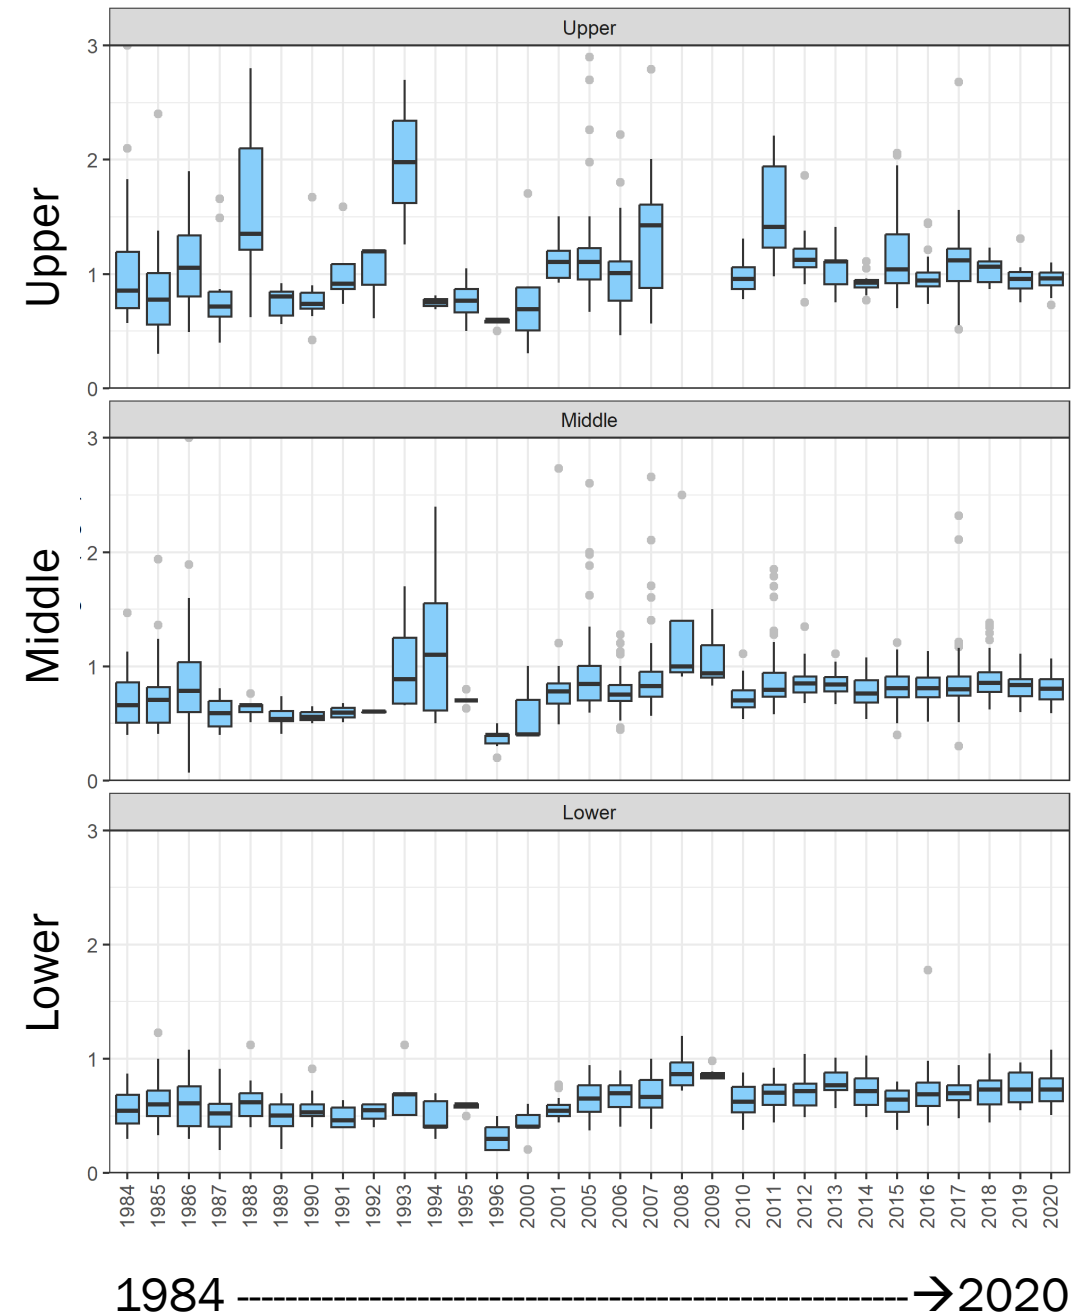 Upper
Upper
3
2
1
0
Middle
Middle
3
2
1
0
Lower
Lower
3
2
1
0
1984 1985 1986 1987 1988 1989 1990 1991 1992 1993 1994 1995 1996 2000 2001 2005 2006 2007 2008 2009 2010 2011 2012 2013 2014 2015 2016 2017 2018 2019 2020
1984 --------------------------------------→2020